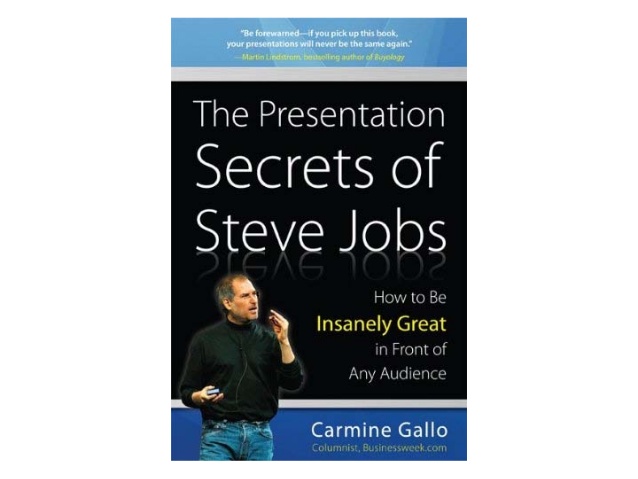 "Be forewarned—if you pick up this book,
your presentations will never be the same again."
—Martin Lindstrom, bestselling author of Buyology
The Presentation
Secrets of
Steve Jobs
How to Be
Insanely Great
in Front of
Any Audience
Carmine Gallo
Columnist, Businessweek.com